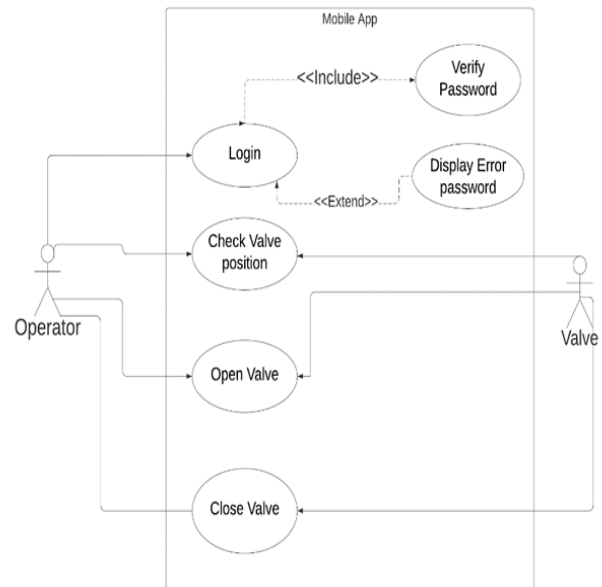 Mobile App
<<Include>>
Verify
Password
Login
Display Error
password
<<Extend>>
Check Valve
position
Operator
Valve
Open Valve
Close Valve